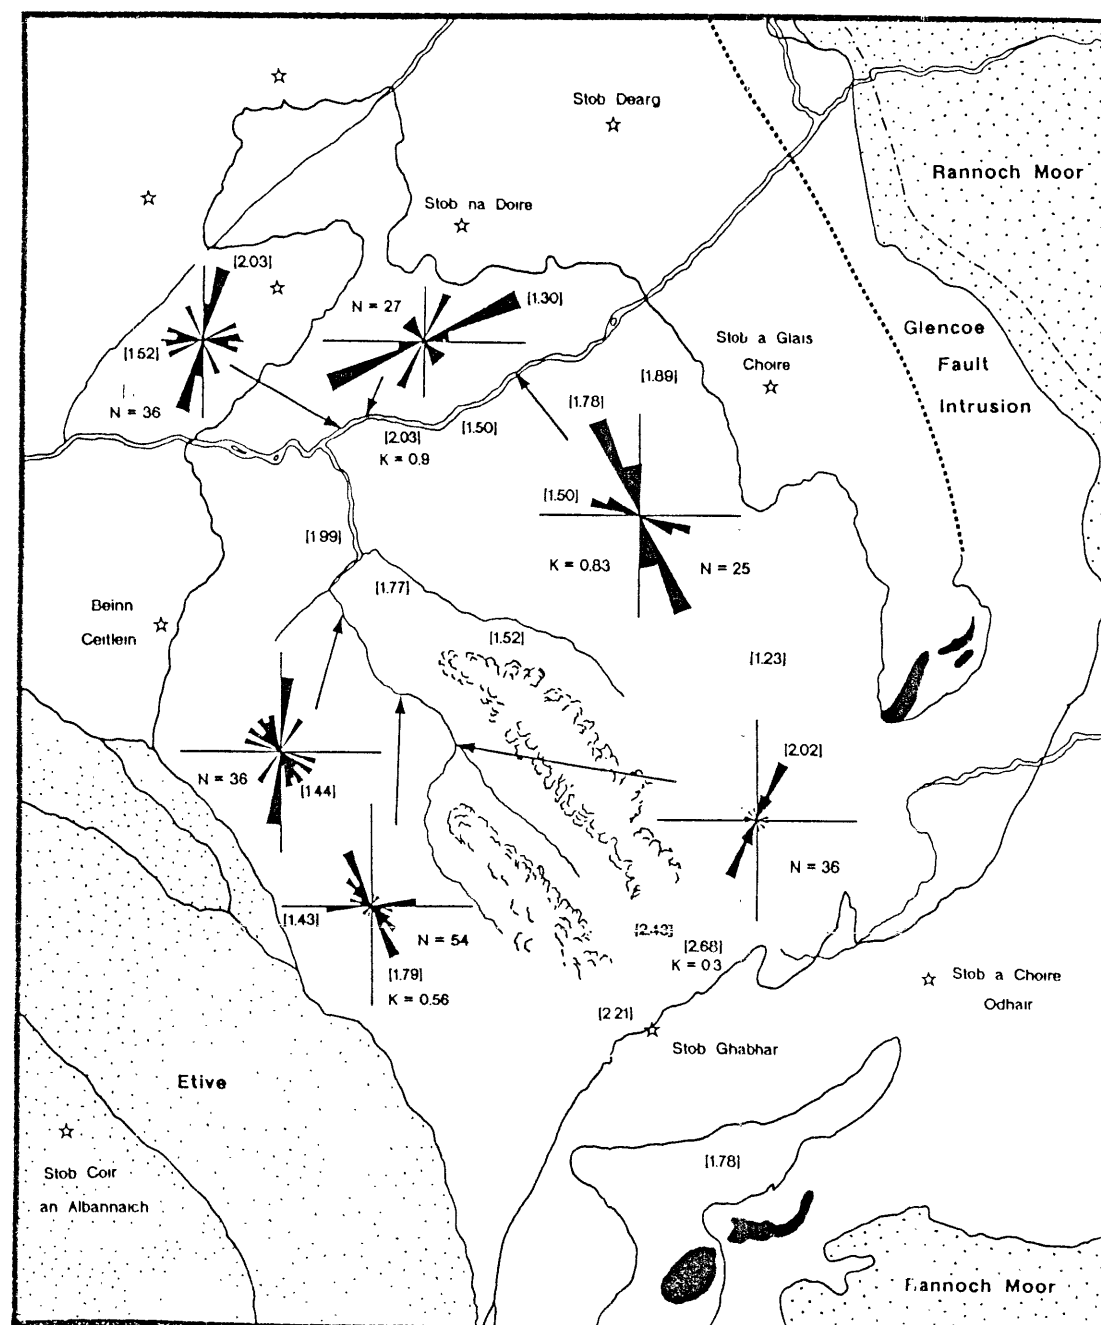 Stob Dearg
Rannoch Moor
Stob na Doire
[2.03]
N = 27
[1.30]
Glencoe
Fault
Intrusion
Stob a Glais
Choire
[1.52]
N = 36
[1.89]
[1.78]
[2.03]
K = 0.9
[1.50]
[1.50]
[1.99]
K = 0.83
N = 25
[1.77]
Beinn
Ceitlein
[1.52]
[1.23]
[2.02]
N = 36
[1.44]
N = 36
[1.43]
N = 54
[1.79]
K = 0.56
[2.43]
[2.68]
K = 0.3
[2.21]
Stob a Choire
Odhair
Stob Ghabhar
Etive
Stob Coir
an Albannaich
[1.78]
Rannoch Moor